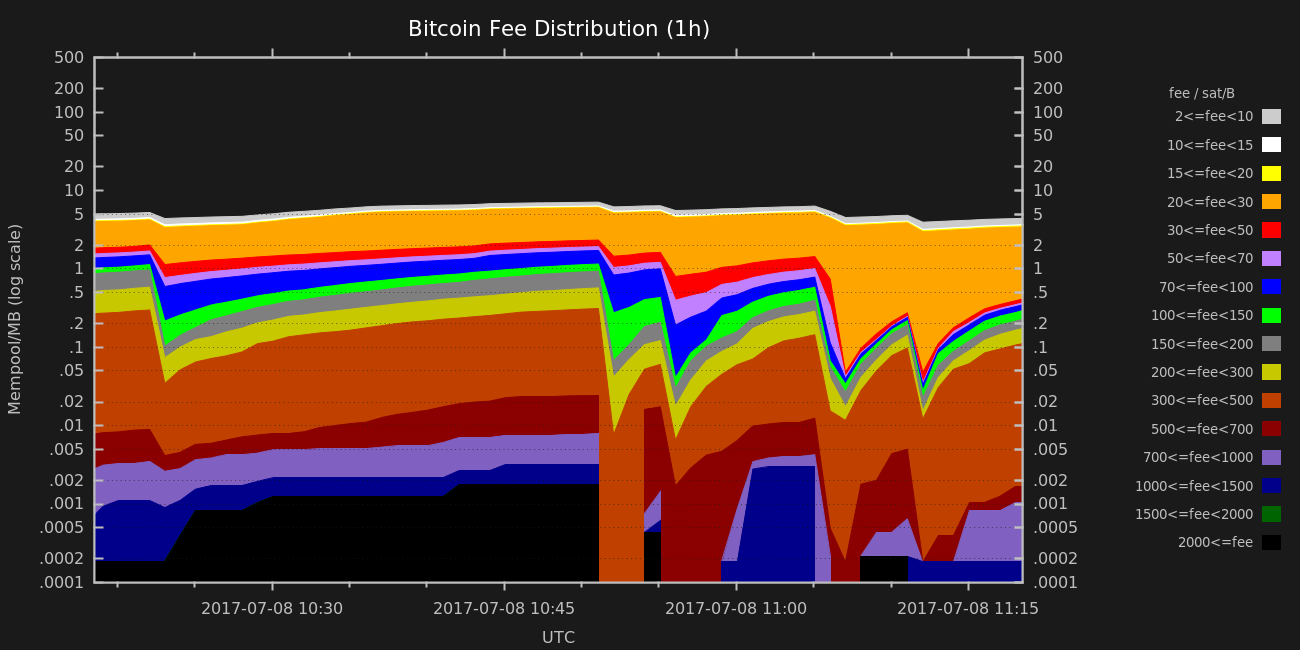 Bitcoin Fee Distribution (1h)
500
200
100
50
20
10
5
2
1
.5
.2
.1
.05
.02
.01
.005
.002
.001
.0005
.0002
.0001
Mempool/MB (log scale)
500
200
100
50
20
10
5
2
1
.5
.2
.1
.05
.02
.01
.005
.002
.001
.0005
.0002
.0001
fee / sat/B
2<=fee<10
10<=fee<15
15<=fee<20
20<=fee<30
30<=fee<50
50<=fee<70
70<=fee<100
100<=fee<150
150<=fee<200
200<=fee<300
300<=fee<500
500<=fee<700
700<=fee<1000
1000<=fee<1500
1500<=fee<2000
2000<=fee
2017-07-08 10:30
2017-07-08 10:45
2017-07-08 11:00
2017-07-08 11:15
UTC